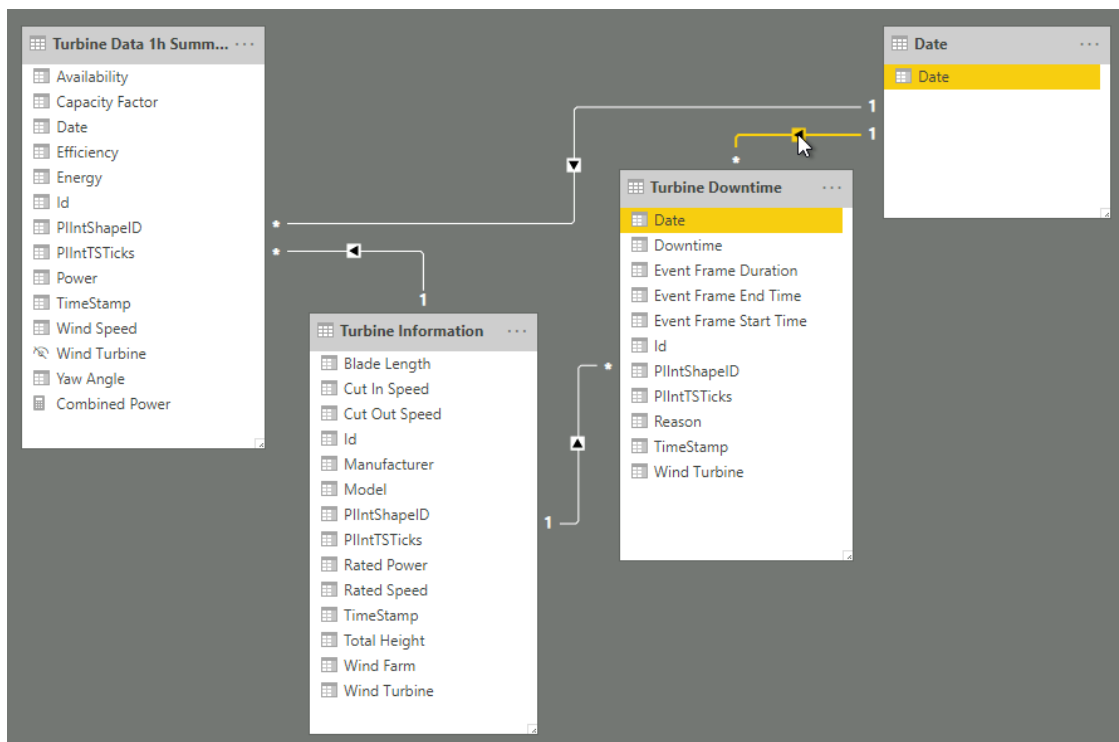 Turbine Data 1h Summ... ...
Availability
Capacity Factor
Date
Efficiency
Energy
Id
PIIntShapeID
PIIntTSTicks
Power
TimeStamp
Wind Speed
Wind Turbine
Yaw Angle
Combined Power
*
*
1
Turbine Information ...
Blade Length
Cut In Speed
Cut Out Speed
Id
Manufacturer
Model
PIIntShapeID
PIIntTSTicks
Rated Power
Rated Speed
TimeStamp
Total Height
Wind Farm
Wind Turbine
1
*
*
Turbine Downtime ...
Date
Downtime
Event Frame Duration
Event Frame End Time
Event Frame Start Time
Id
PIIntShapeID
PIIntTSTicks
Reason
TimeStamp
Wind Turbine
1
1
Date ...
Date